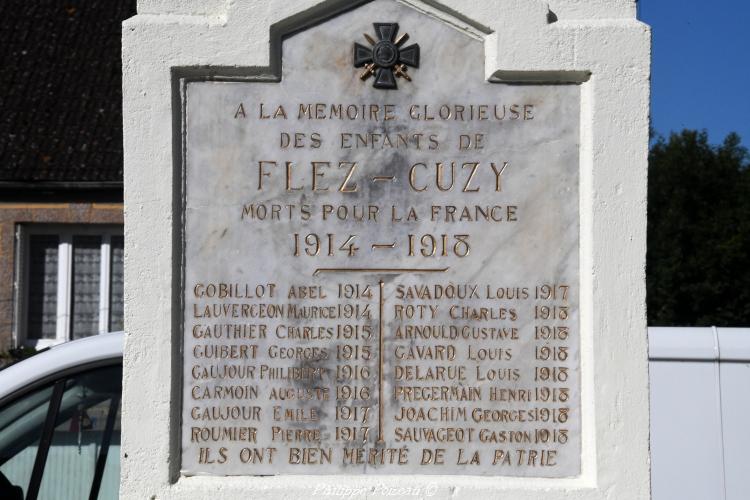 A LA MEMOIRE GLORIEUSE
DES ENFANTS DE
FLEZ-CUZY
MORTS POUR LA FRANCE
1914-1918
GOBILLOT ABEL 1914
LAUVERGEON MAURICE 1914
GAUTHIER CHARLES 1915
GUIBERT GEORGES 1915
GAUJOUR PHILIBERT 1916
CARMOIN AUGUSTE 1916
GAUJOUR EMILE 1917
ROUMIER PIERRE 1917
SAVADOUX LOUIS 1917
ROTY CHARLES 1918
ARNOULD GUSTAVE 1918
GAVARD LOUIS 1918
DELARUE LOUIS 1918
PREGERMAIN HENRI 1918
JOACHIM GEORGES 1918
SAUVAGEOT GASTON 1918
ILS ONT BIEN MÉRITÉ DE LA PATRIE